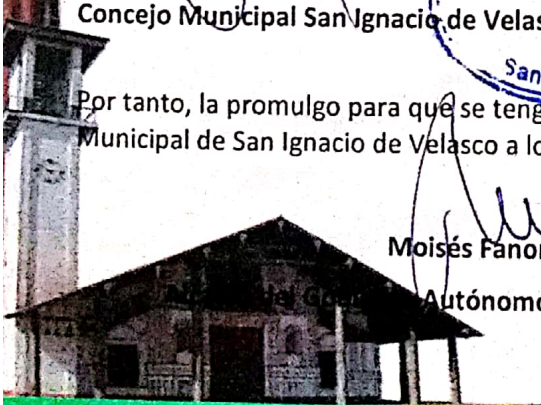 Concejo Municipal San Ignacio de Velas
San
Por tanto, la promulgo para que se teng
Municipal de San Ignacio de Velasco a lo
Moisés Fanor
Autónomo